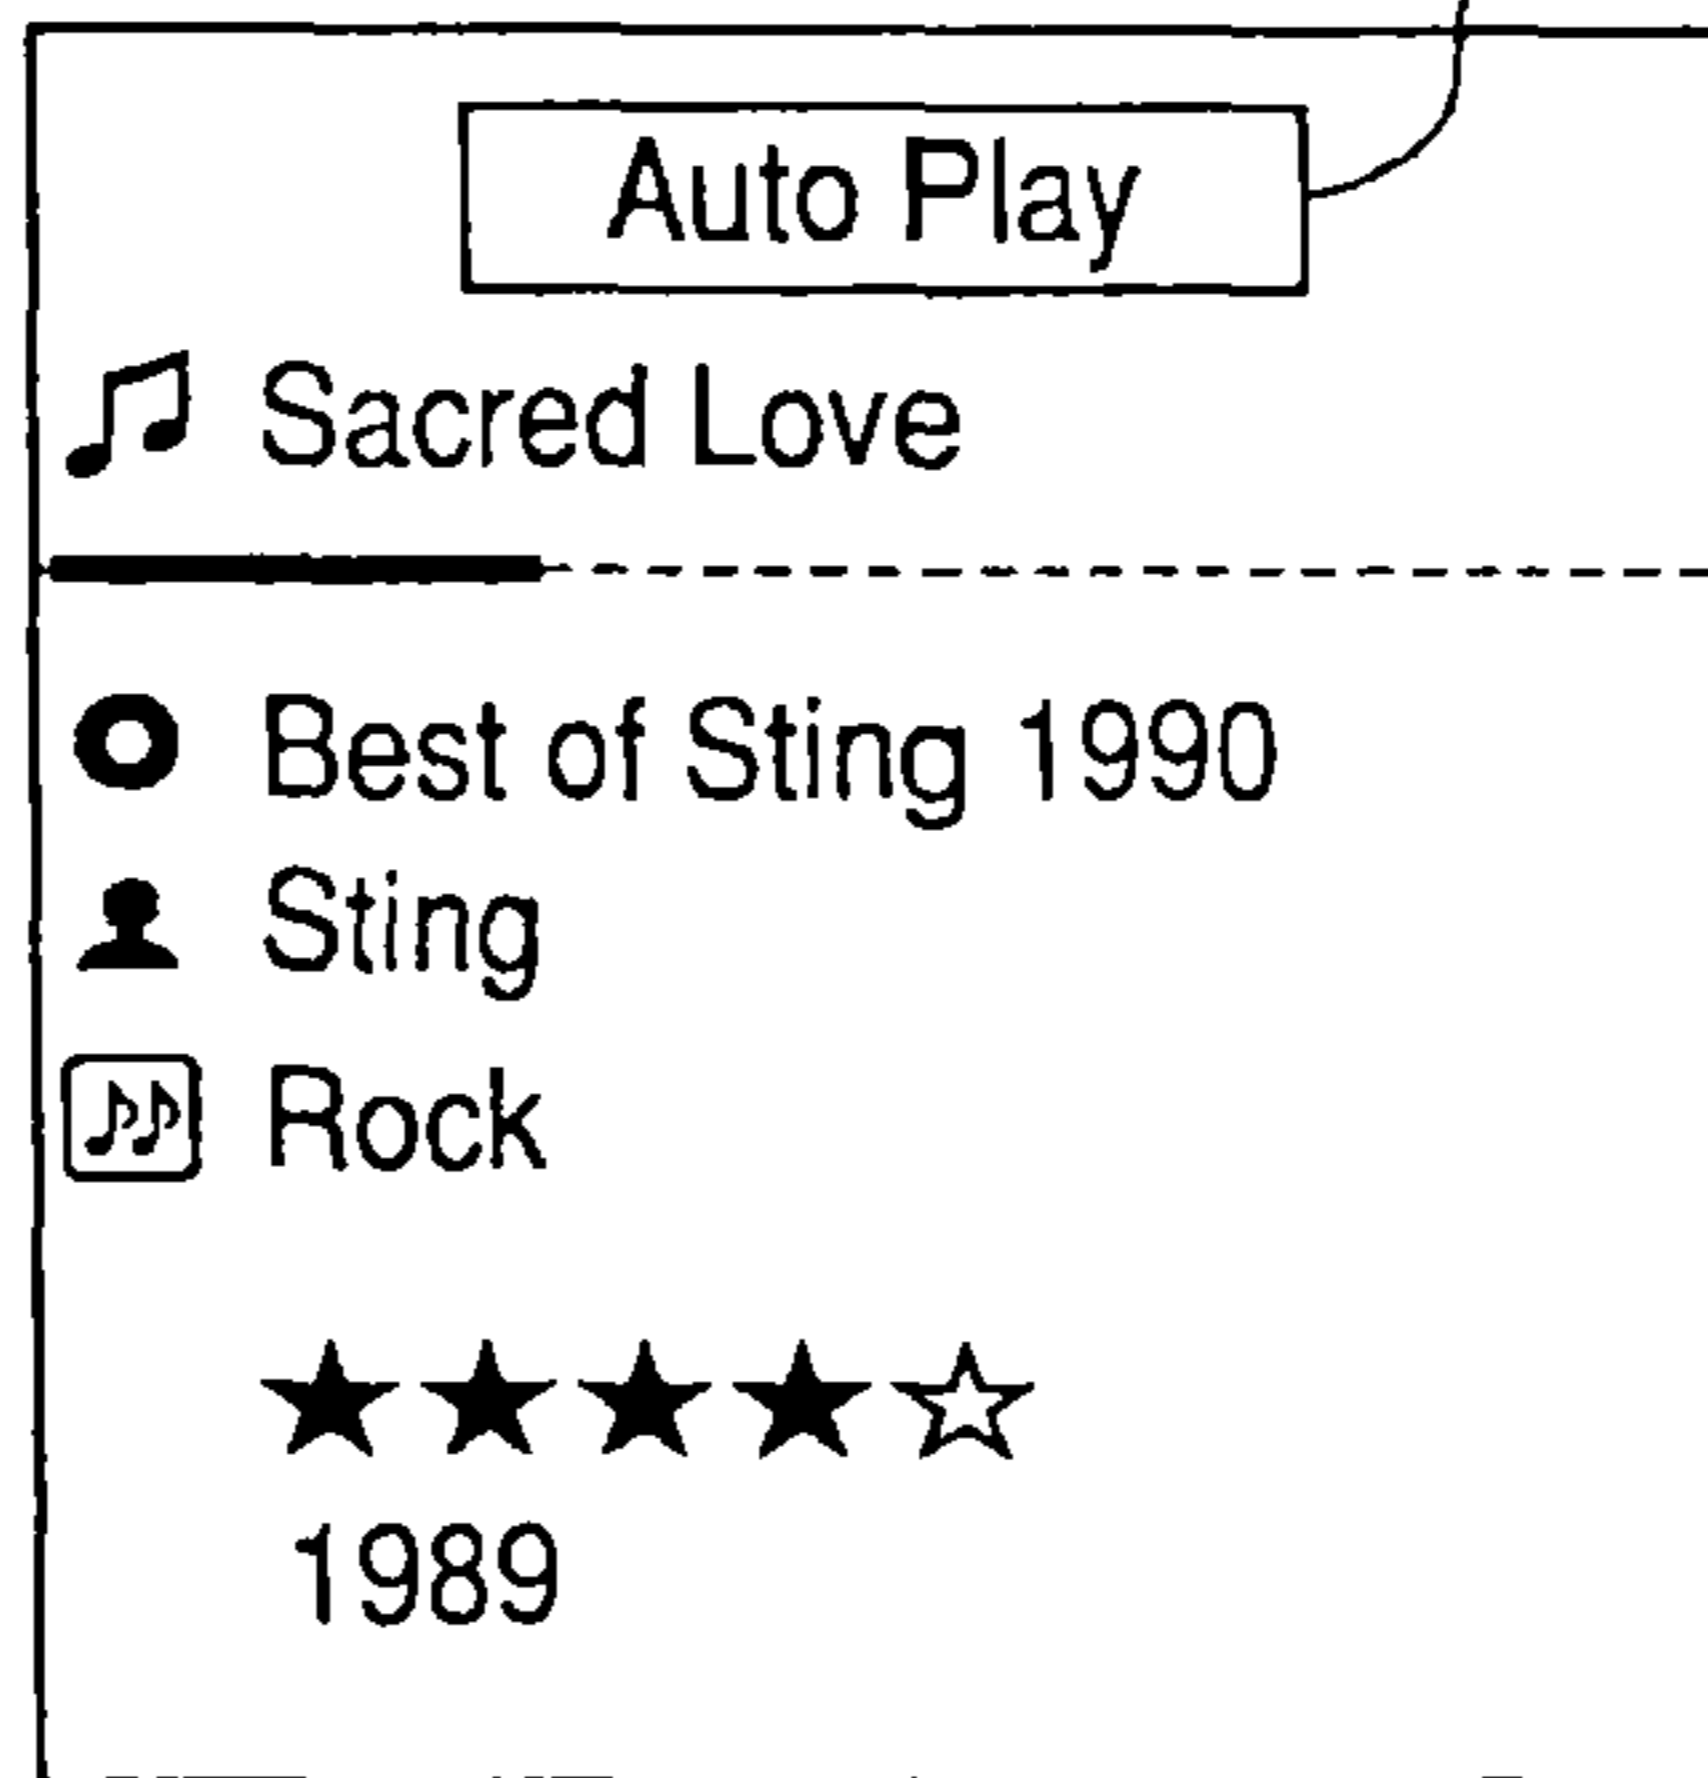 Auto Play
Sacred Love
Best of Sting 1990
Sting
Rock
1989